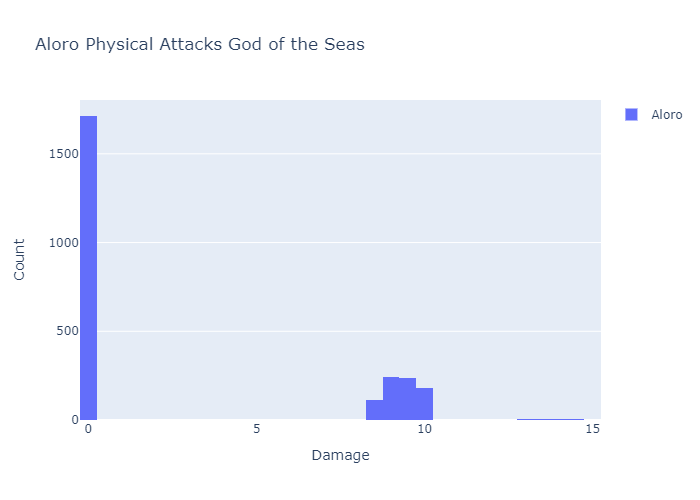 Aloro Physical Attacks God of the Seas
Aloro
1500
1000
500
0
Count
0 5 10 15
Damage